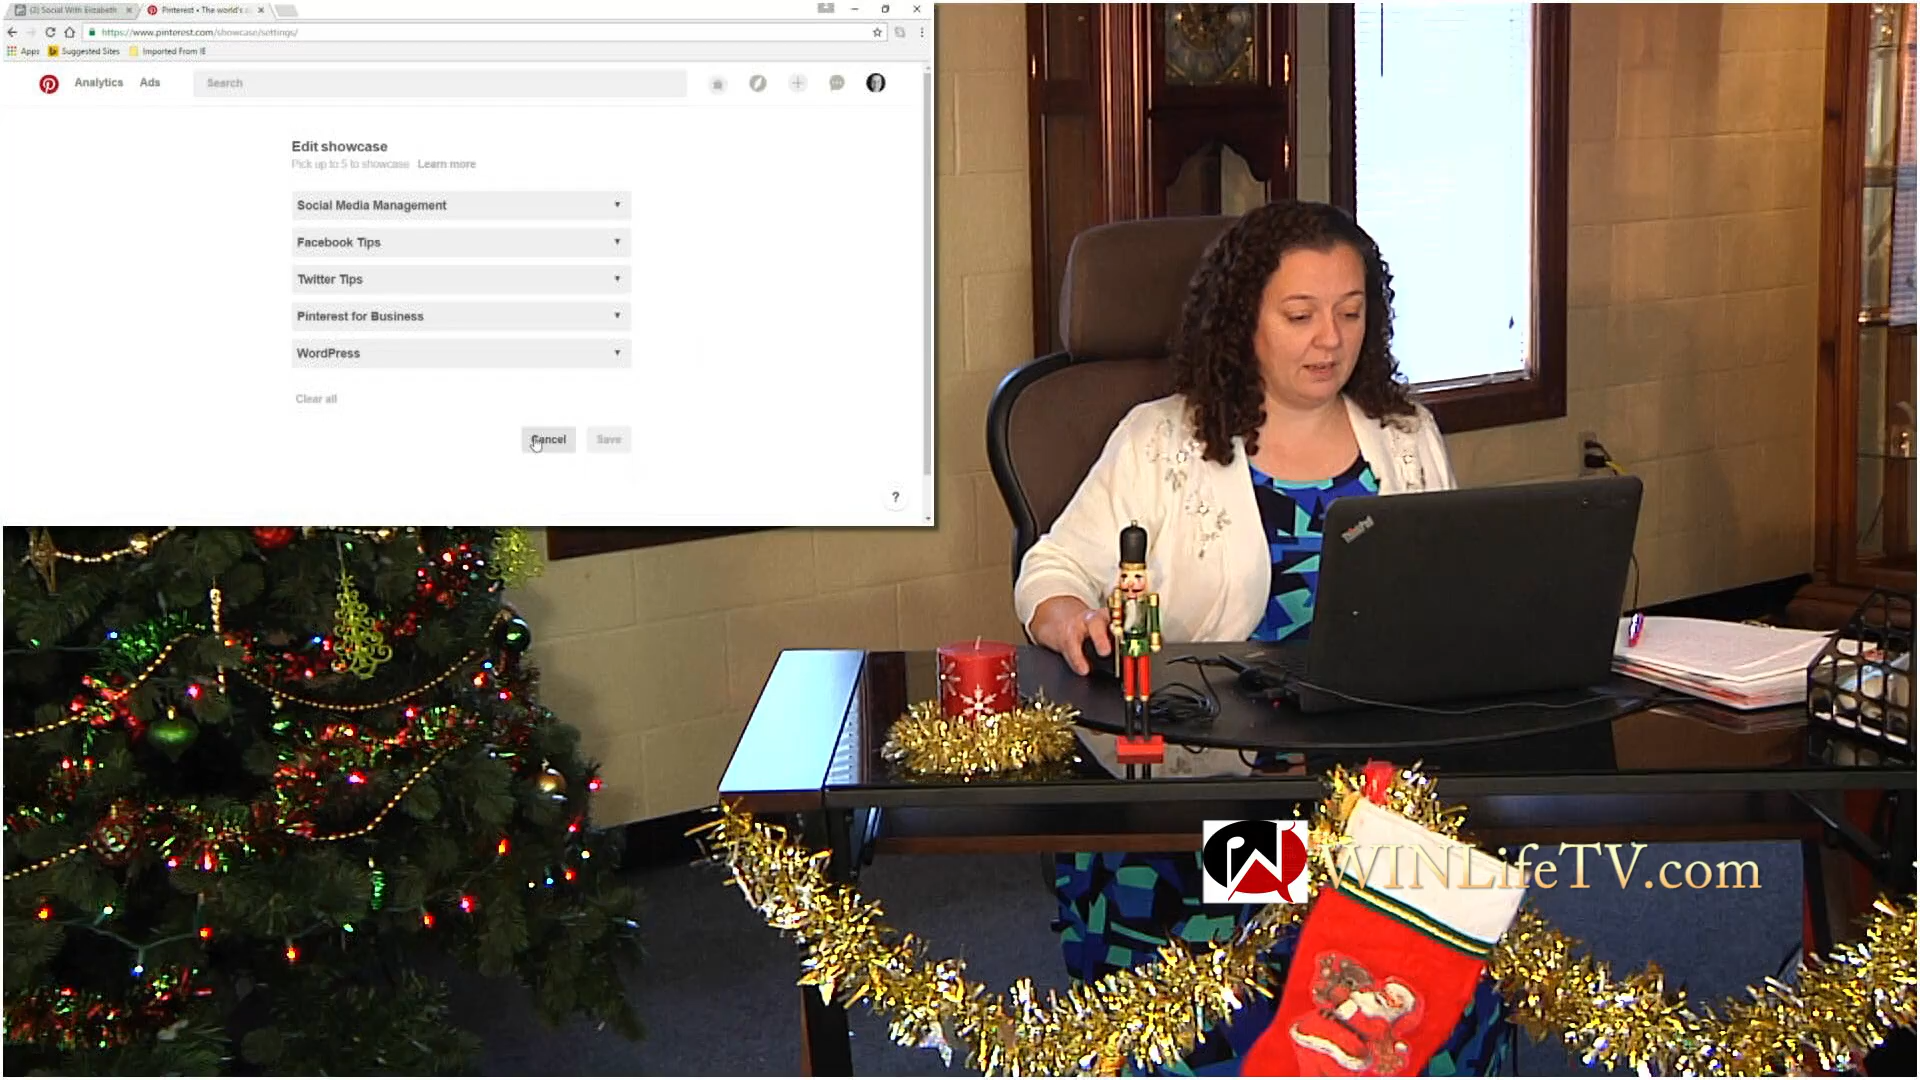 (2) Social With Elizabeth
Pinterest • The world's
https://www.pinterest.com/showcase/settings/
Apps
Suggested Sites
Imported From IE
Analytics
Ads
Search
Edit showcase
Pick up to 5 to showcase Learn more
Social Media Management
Facebook Tips
Twitter Tips
Pinterest for Business
WordPress
Clear all
Cancel
Save
?
ThinkPad
WINLifeTV.com